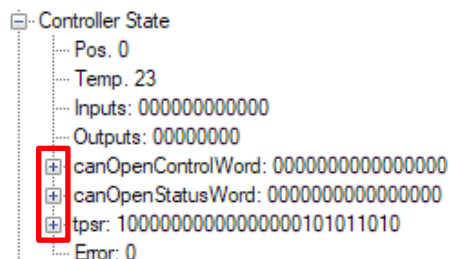 Controller State
Pos. 0
Temp. 23
Inputs: 000000000000
Outputs: 00000000
canOpenControlWord: 0000000000000000
canOpenStatusWord: 0000000000000000
tpsr: 10000000000000000101011010
Error: 0